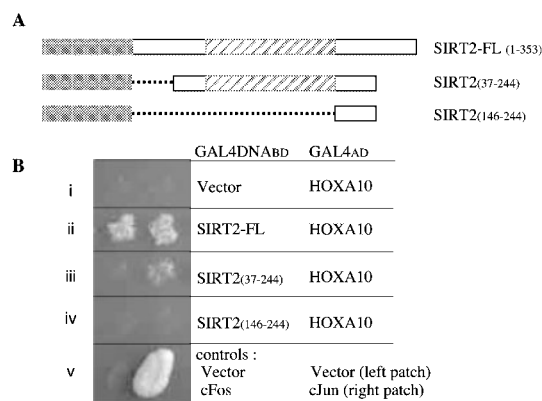 A
SIRT2-FL (1-353)
SIRT2(37-244)
SIRT2(146-244)
B
GAL4DNABD GAL4AD
i Vector HOXA10
ii SIRT2-FL HOXA10
iii SIRT2(37-244) HOXA10
iv SIRT2(146-244) HOXA10
controls :
v Vector Vector (left patch)
cFos cJun (right patch)